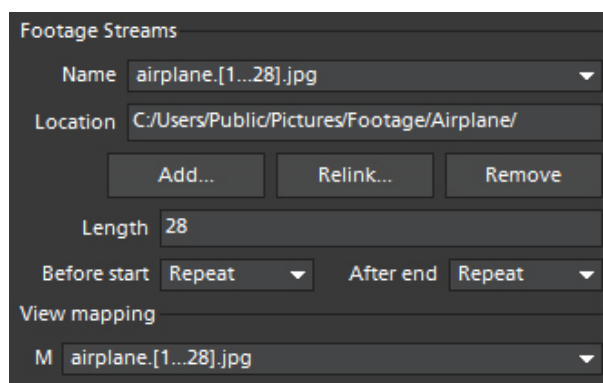 Footage Streams
Name airplane.[1...28].jpg
Location C:/Users/Public/Pictures/Footage/Airplane/
Add... Relink... Remove
Length 28
Before start Repeat After end Repeat
View mapping
M airplane.[1...28].jpg